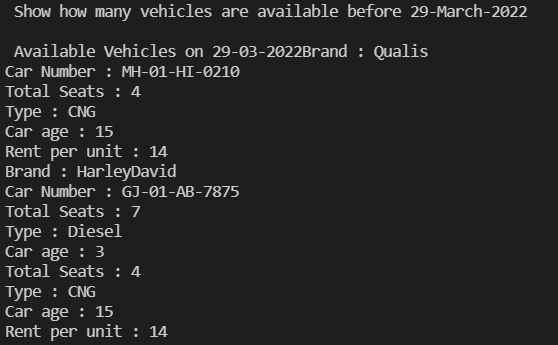 Show how many vehicles are available before 29-March-2022
Available Vehicles on 29-03-2022Brand : Qualis
Car Number : MH-01-HI-0210
Total Seats : 4
Type : CNG
Car age : 15
Rent per unit : 14
Brand : HarleyDavid
Car Number : GJ-01-AB-7875
Total Seats : 7
Type : Diesel
Car age : 3
Total Seats : 4
Type : CNG
Car age : 15
Rent per unit : 14